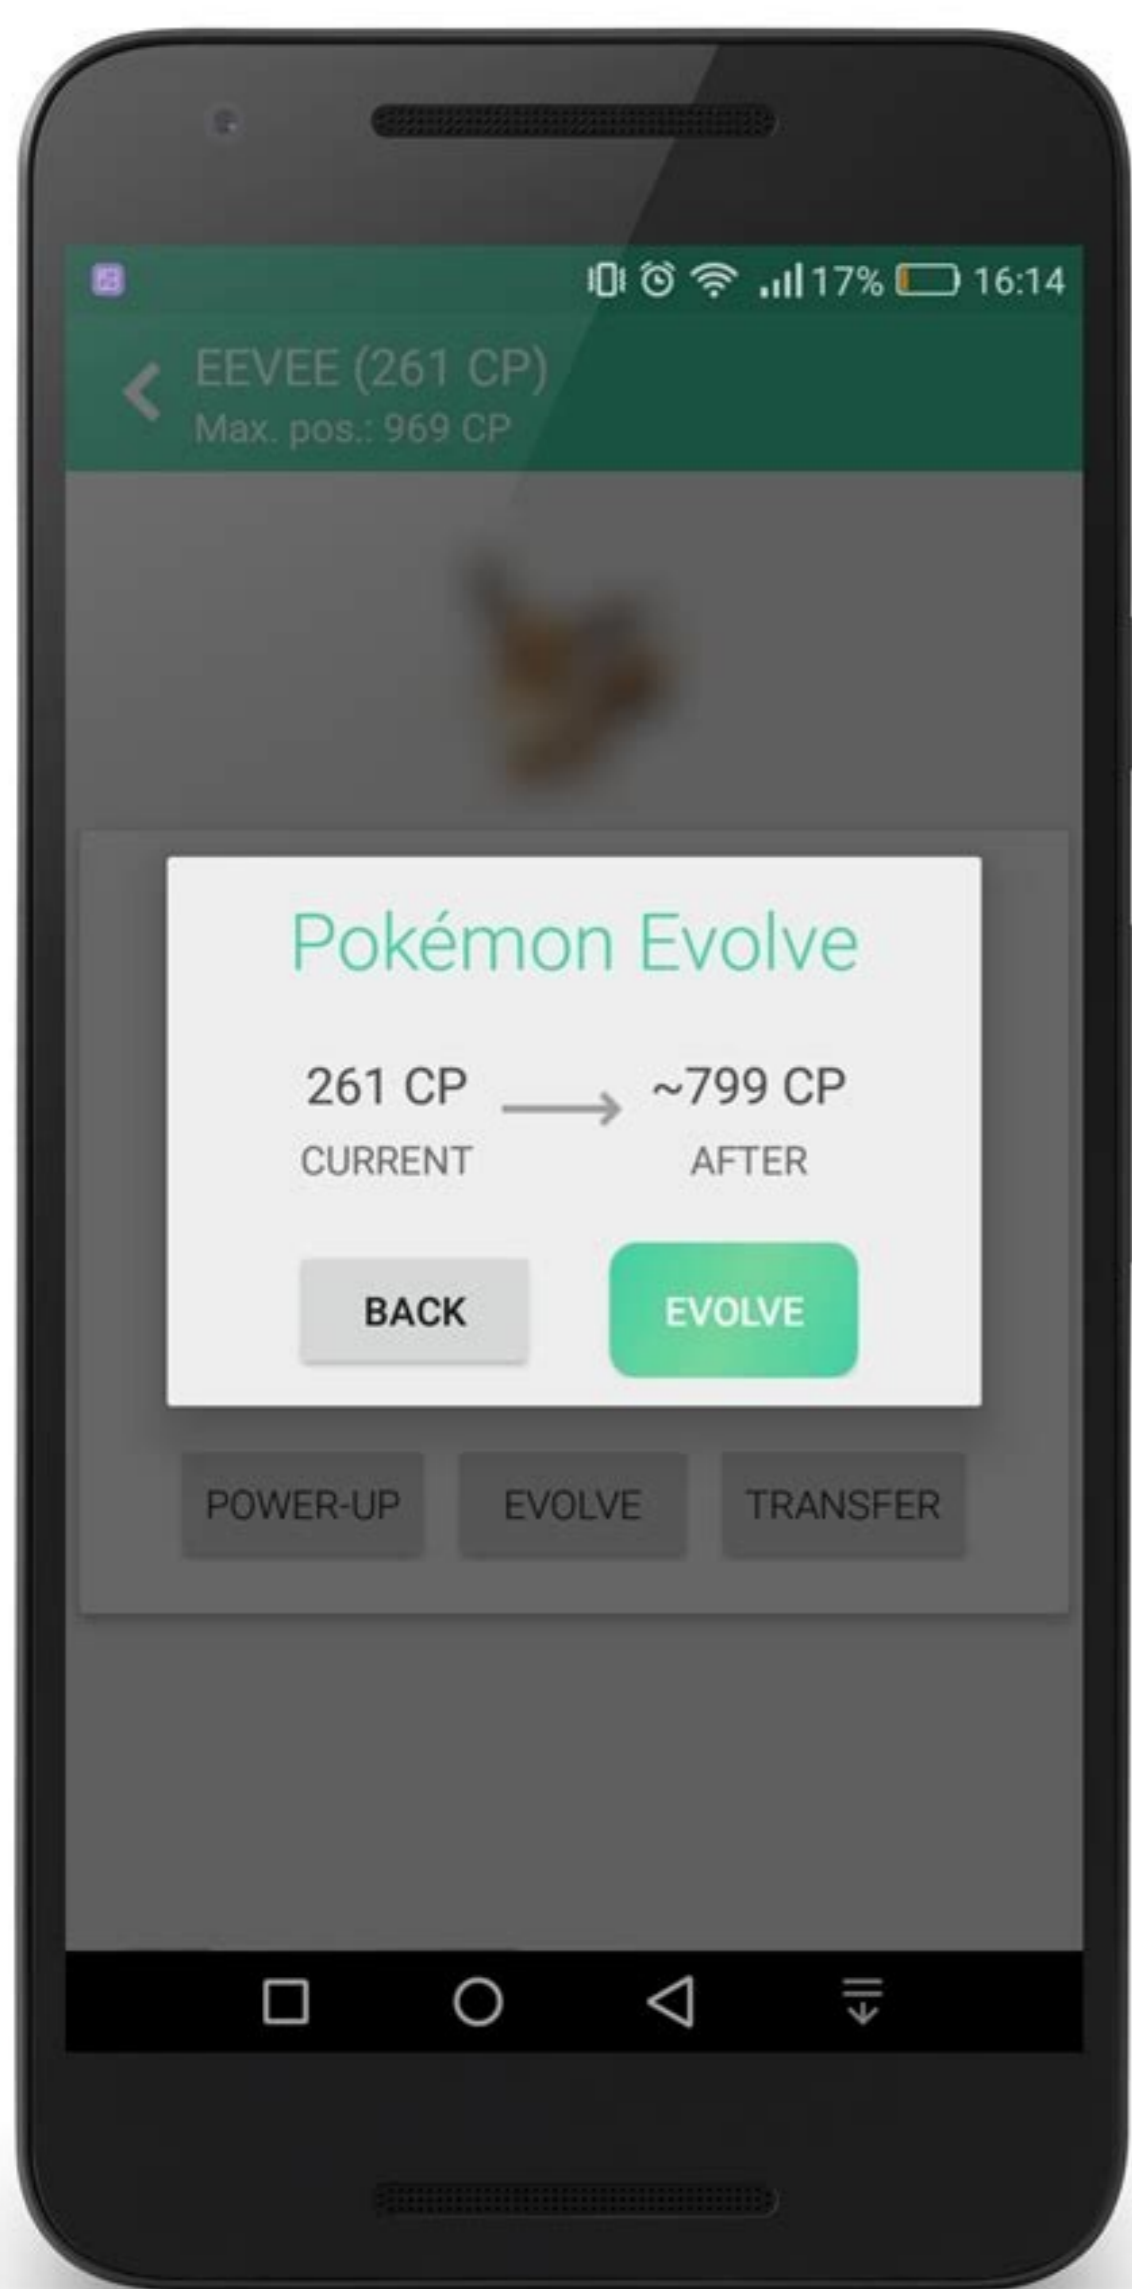 17% 16:14
EEVEE (261 CP)
Max. pos.: 969 CP
Pokémon Evolve
261 CP ~799 CP
CURRENT AFTER
BACK EVOLVE
POWER-UP EVOLVE TRANSFER